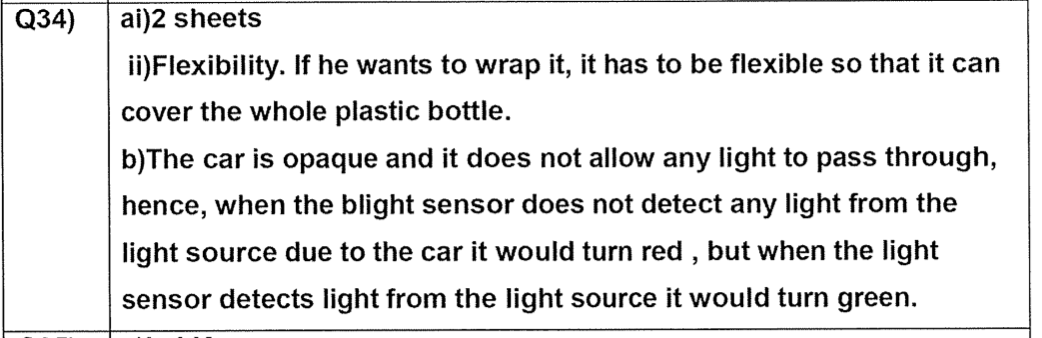 Q34) ai)2 sheets
ii)Flexibility. If he wants to wrap it, it has to be flexible so that it can
cover the whole plastic bottle.
b)The car is opaque and it does not allow any light to pass through,
hence, when the blight sensor does not detect any light from the
light source due to the car it would turn red , but when the light
sensor detects light from the light source it would turn green.